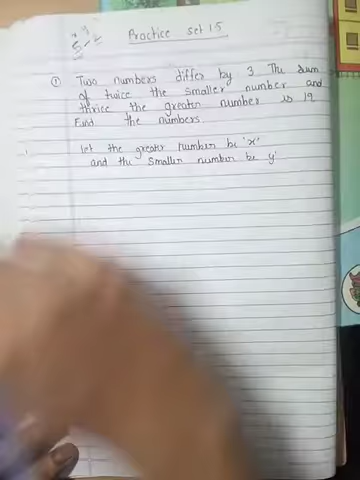 Practice set 1.5
① Two numbers differ by 3 The sum
of twice the smaller number and
thrice the greater number is 19
Find the numbers
let the greater number be 'x'
and the smaller number be y'